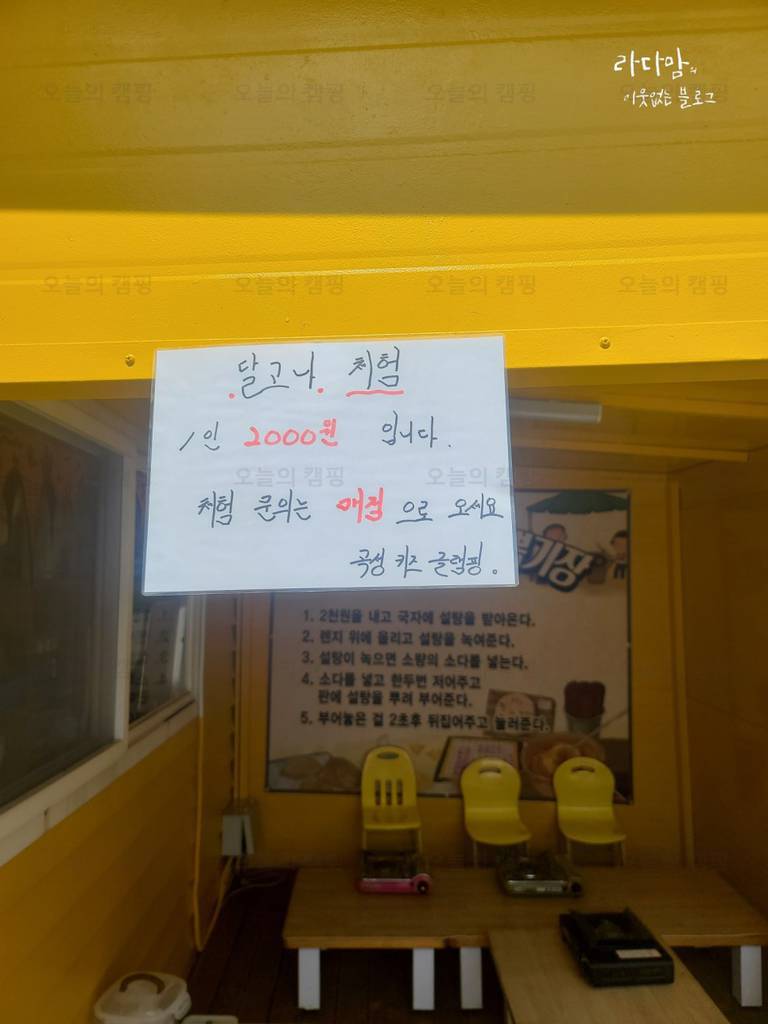 라다맘의
이웃없는 블로그
오늘의 캠핑 오늘의 캠핑 오늘의 캠핑 오늘의 캠핑
오늘의 캠핑 오늘의 캠핑 오늘의 캠핑 오늘의 캠핑
달고나 체험
1인 2000원 입니다.
오늘의 캠핑 오늘의 캠핑
체험 문의는 매점으로 오세요
곡성 키즈 글램핑.
뽑기장
1. 2천원을 내고 국자에 설탕을 받아온다.
2. 렌지 위에 올리고 설탕을 녹여준다.
3. 설탕이 녹으면 소량의 소다를 넣는다.
4. 소다를 넣고 한두번 저어주고
판에 설탕을 뿌려 부어준다.
5. 부어놓은 걸 2초후 뒤집어주고 눌러준다.